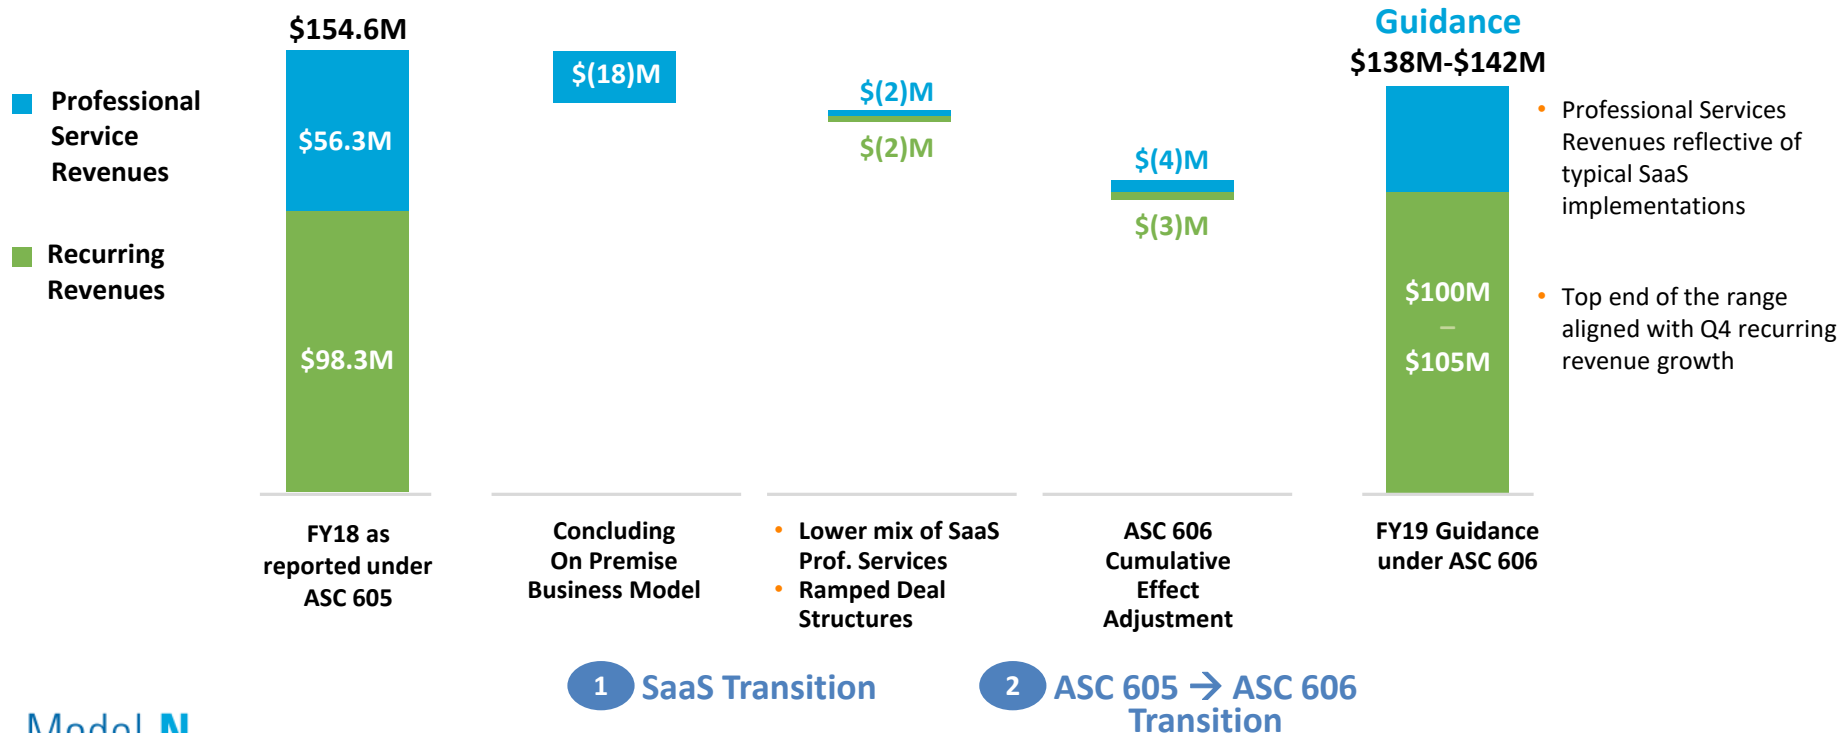 $154.6M
Guidance
$138M-$142M
Professional
Service
Revenues
Recurring
Revenues
$56.3M
$98.3M
$(18)M
$(2)M
$(2)M
$(4)M
$(3)M
$100M
–
$105M
• Professional Services
Revenues reflective of
typical SaaS
implementations
• Top end of the range
aligned with Q4 recurring
revenue growth
FY18 as
reported under
ASC 605
Concluding
On Premise
Business Model
• Lower mix of SaaS
Prof. Services
• Ramped Deal
Structures
ASC 606
Cumulative
Effect
Adjustment
FY19 Guidance
under ASC 606
1 SaaS Transition
2 ASC 605 → ASC 606
Transition
Model N